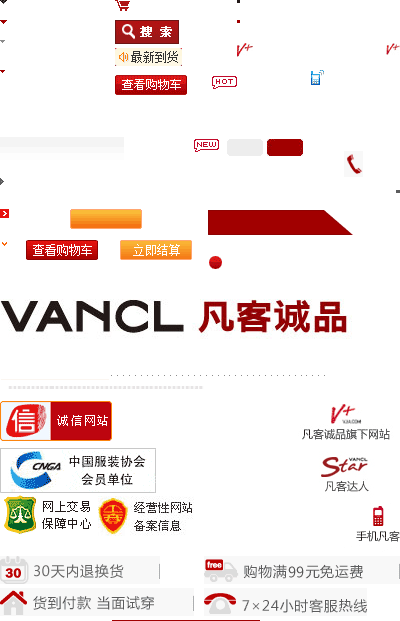 搜 索
V+
V+
最新到货
查看购物车
HOT
NEW
查看购物车
立即结算
VANCL 凡客诚品
信 诚信网站
V+
凡客诚品旗下网站
CNGA 中国服装协会
会员单位
VANCL
Star
凡客达人
网上交易
保障中心
经营性网站
备案信息
手机凡客
30 30天内退换货
free 购物满99元免运费
货到付款 当面试穿
7×24小时客服热线